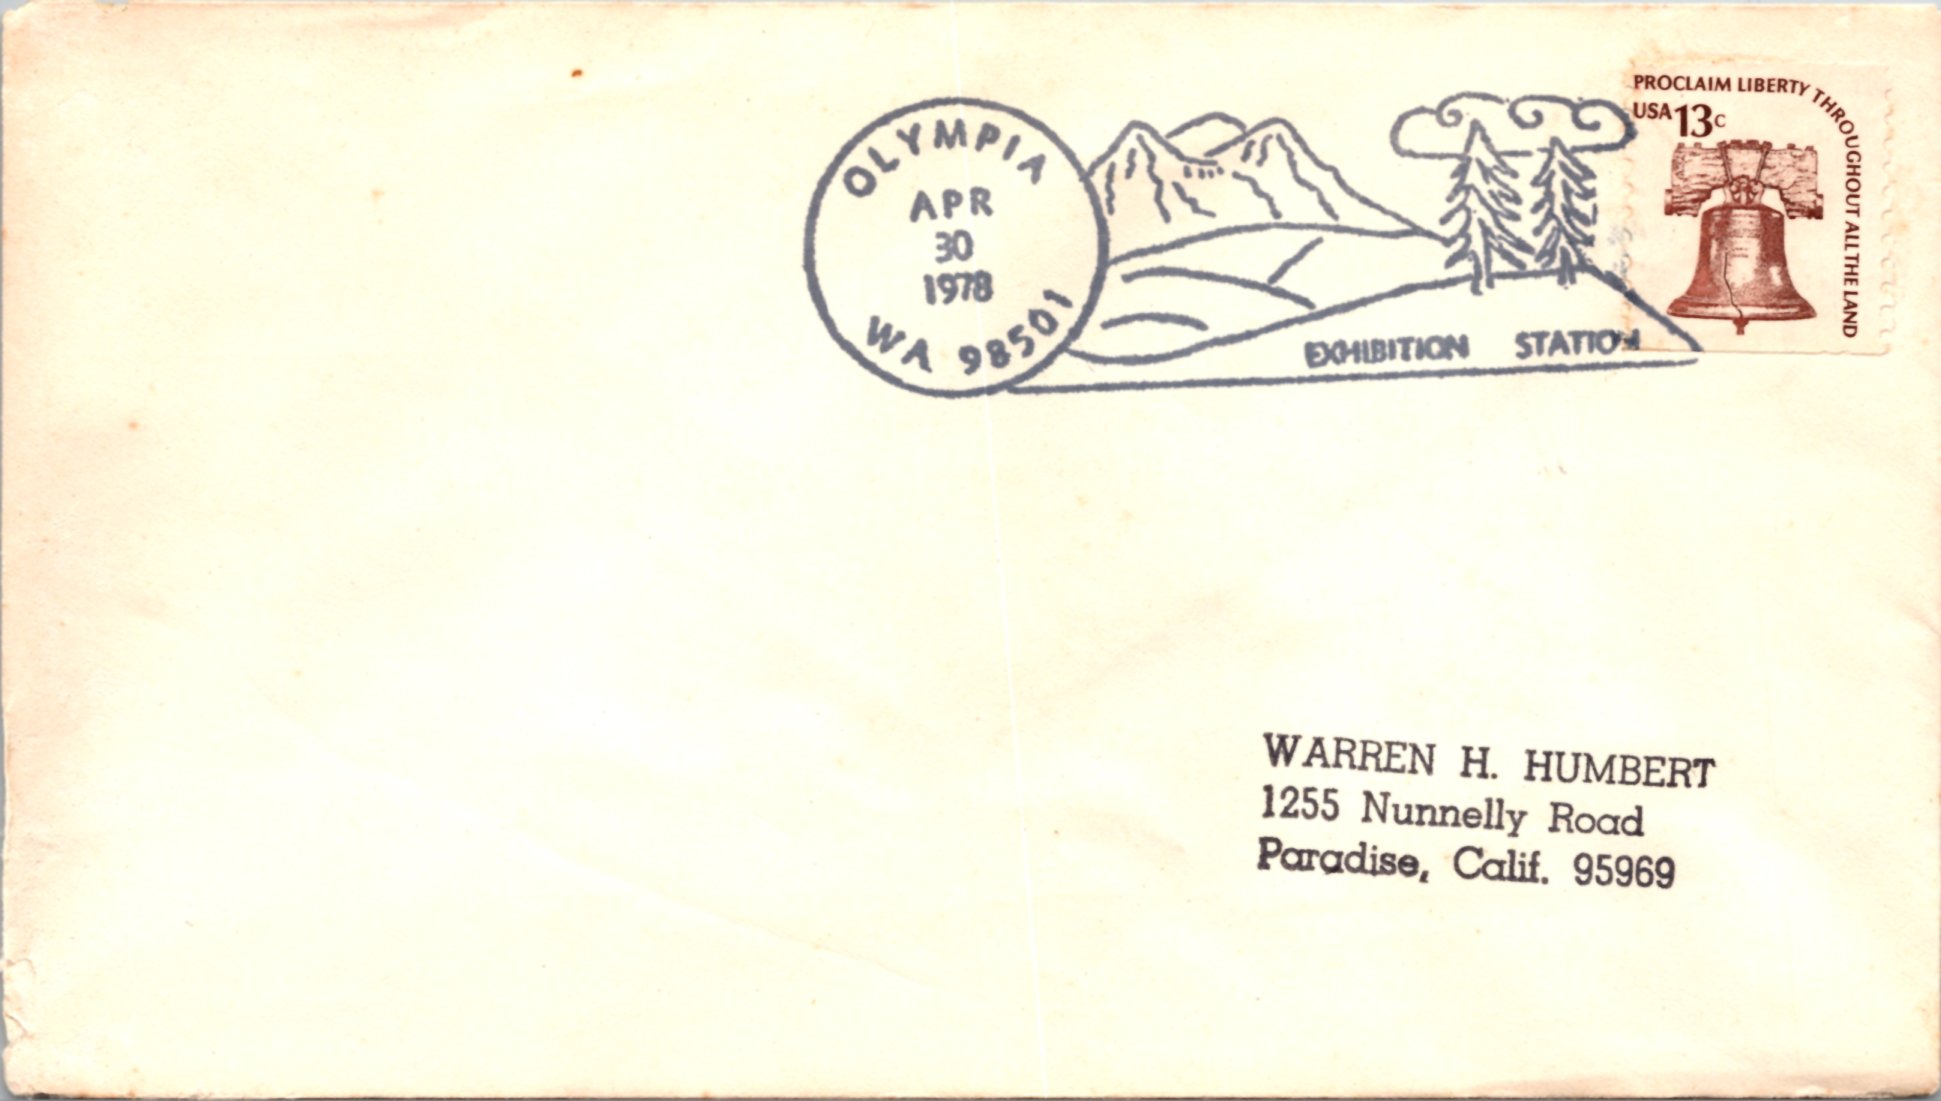 OLYMPIA
APR
30
1978
WA 98501
EXHIBITION STATION
PROCLAIM LIBERTY THROUGHOUT ALL THE LAND
USA 13c
WARREN H. HUMBERT
1255 Nunnelly Road
Paradise, Calif. 95969